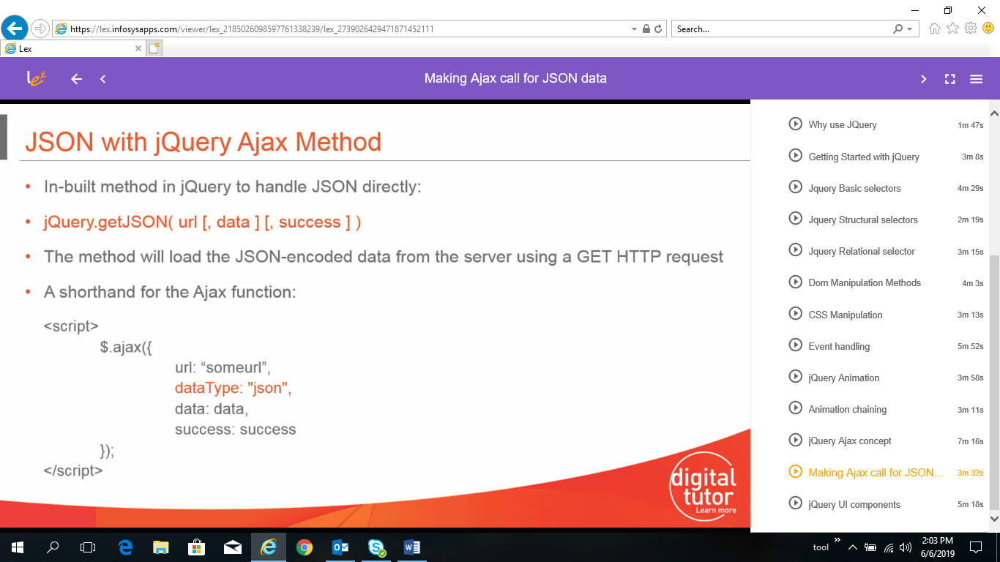 https://lex.infosysapps.com/viewer/lex_2185026098597761338239/lex_2739026429471871452111
Search...
Lex
lex
Making Ajax call for JSON data
JSON with jQuery Ajax Method
• In-built method in jQuery to handle JSON directly:
• jQuery.getJSON( url [, data ] [, success ] )
• The method will load the JSON-encoded data from the server using a GET HTTP request
• A shorthand for the Ajax function:
<script>
$.ajax({
url: “someurl”,
dataType: "json",
data: data,
success: success
});
</script>
digital
tutor
Learn more
Why use JQuery 1m 47s
Getting Started with jQuery 3m 8s
Jquery Basic selectors 4m 29s
Jquery Structural selectors 2m 19s
Jquery Relational selector 3m 15s
Dom Manipulation Methods 4m 3s
CSS Manipulation 3m 13s
Event handling 5m 52s
jQuery Animation 3m 58s
Animation chaining 3m 11s
jQuery Ajax concept 7m 16s
Making Ajax call for JSON... 3m 32s
jQuery UI components 5m 18s
tool
2:03 PM
6/6/2019